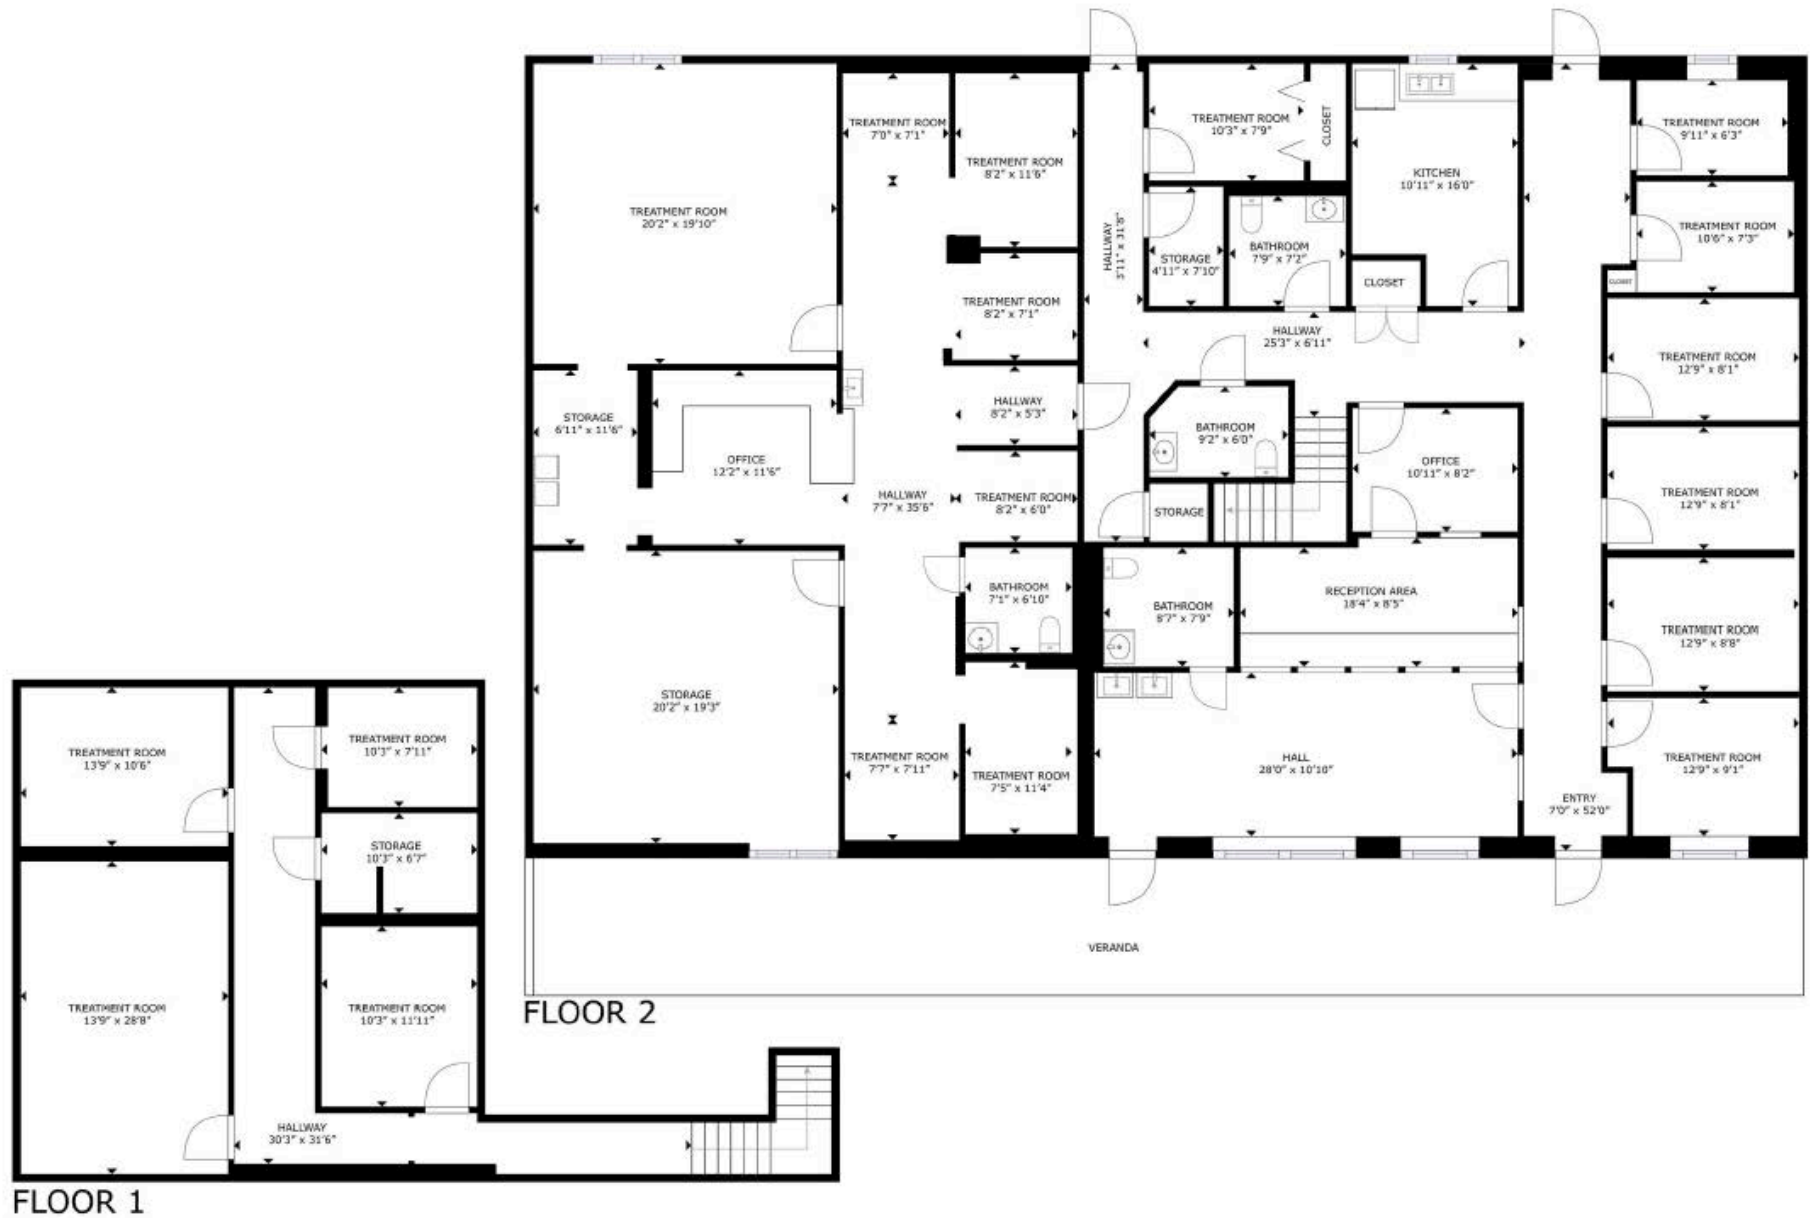 TREATMENT ROOM
20'2" x 19'10"
TREATMENT ROOM
7'0" x 7'1"
TREATMENT ROOM
8'2" x 11'6"
TREATMENT ROOM
8'2" x 7'1"
HALLWAY
8'2" x 5'3"
TREATMENT ROOM
8'2" x 6'0"
STORAGE
6'11" x 11'6"
OFFICE
12'2" x 11'6"
HALLWAY
7'7" x 35'6"
BATHROOM
7'1" x 6'10"
STORAGE
20'2" x 19'3"
TREATMENT ROOM
7'7" x 7'11"
TREATMENT ROOM
7'5" x 11'4"
HALLWAY
5'11" x 31'8"
TREATMENT ROOM
10'3" x 7'9"
CLOSET
KITCHEN
10'11" x 16'0"
STORAGE
4'11" x 7'10"
BATHROOM
7'9" x 7'2"
CLOSET
HALLWAY
25'3" x 6'11"
BATHROOM
9'2" x 6'0"
STORAGE
OFFICE
10'11" x 8'2"
BATHROOM
8'7" x 7'9"
RECEPTION AREA
18'4" x 8'5"
HALL
28'0" x 10'10"
ENTRY
7'0" x 52'0"
TREATMENT ROOM
9'11" x 6'3"
TREATMENT ROOM
10'6" x 7'3"
CLOSET
TREATMENT ROOM
12'9" x 8'1"
TREATMENT ROOM
12'9" x 8'1"
TREATMENT ROOM
12'9" x 8'8"
TREATMENT ROOM
12'9" x 9'1"
VERANDA
FLOOR 2
TREATMENT ROOM
13'9" x 10'6"
TREATMENT ROOM
10'3" x 7'11"
STORAGE
10'3" x 6'7"
TREATMENT ROOM
13'9" x 28'8"
TREATMENT ROOM
10'3" x 11'11"
HALLWAY
30'3" x 31'6"
FLOOR 1